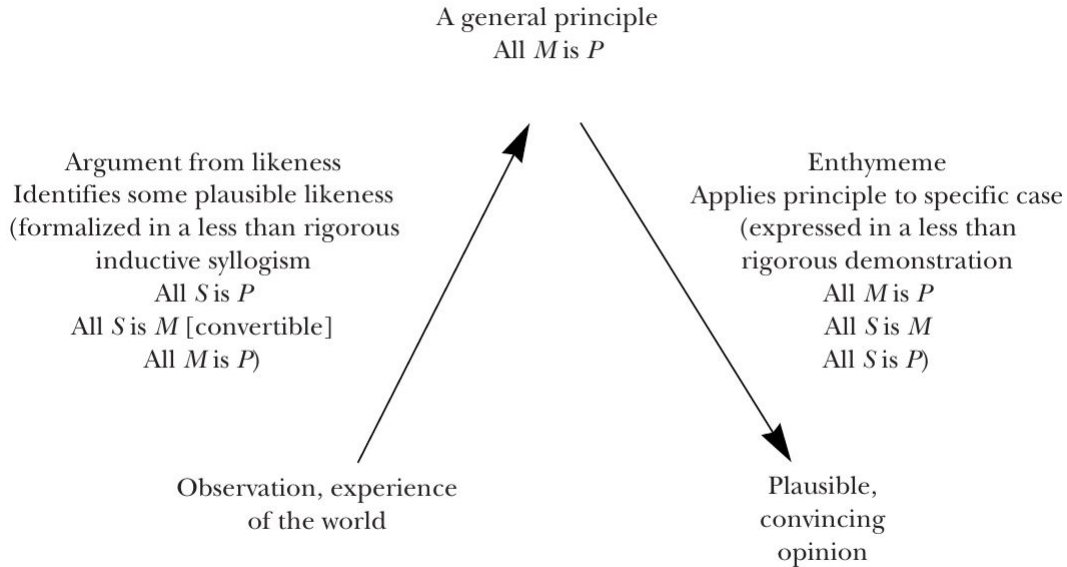 A general principle
All M is P
Argument from likeness
Identifies some plausible likeness
(formalized in a less than rigorous
inductive syllogism
All S is P
All S is M [convertible]
All M is P)
Enthymeme
Applies principle to specific case
(expressed in a less than
rigorous demonstration
All M is P
All S is M
All S is P)
Observation, experience
of the world
Plausible,
convincing
opinion